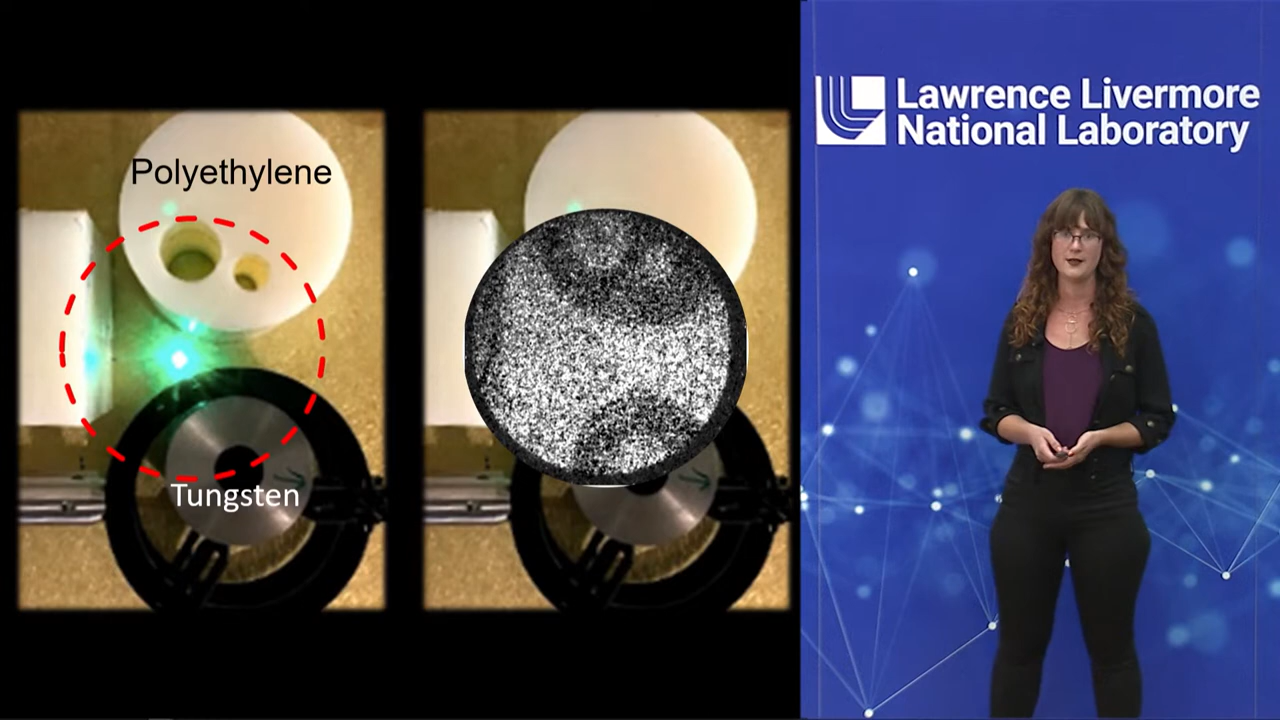 Polyethylene
Tungsten
Lawrence Livermore
National Laboratory